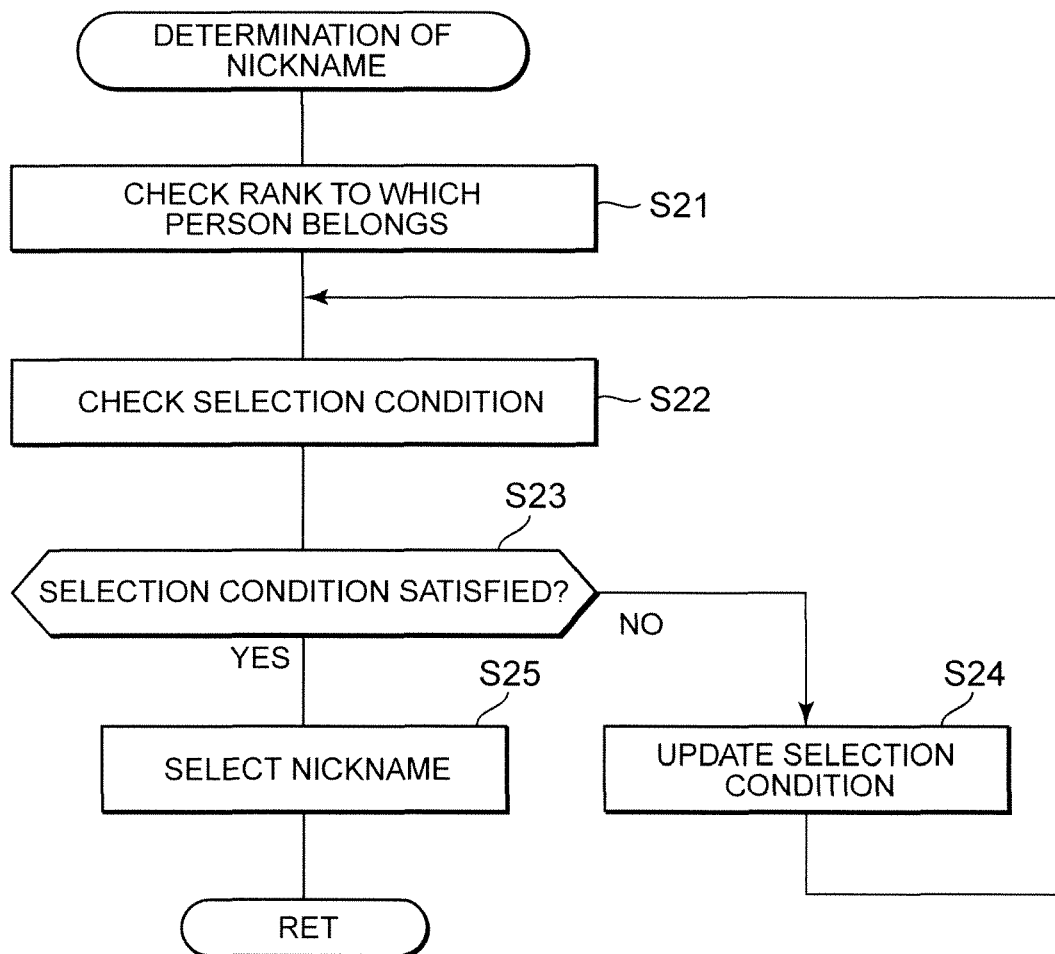 DETERMINATION OF
NICKNAME
CHECK RANK TO WHICH
PERSON BELONGS
S21
CHECK SELECTION CONDITION
S22
S23
SELECTION CONDITION SATISFIED?
NO
YES
S25
S24
SELECT NICKNAME
UPDATE SELECTION
CONDITION
RET